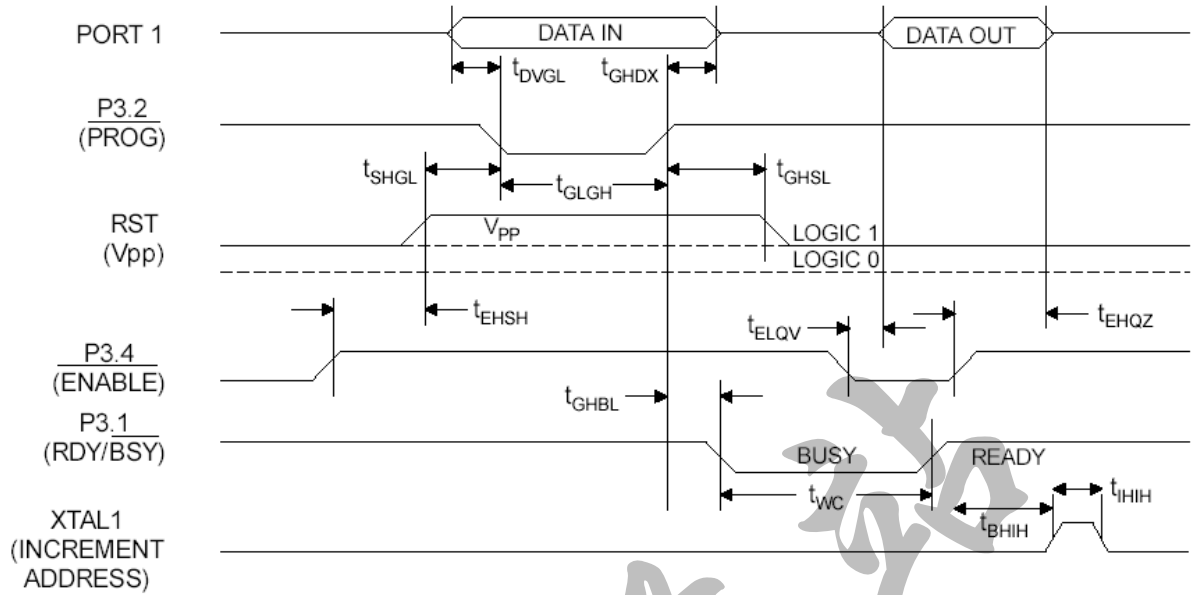 PORT 1
DATA IN
DATA OUT
tDVGL
tGHDX
P3.2
(PROG)
tSHGL
tGLGH
tGHSL
RST
(Vpp)
VPP
LOGIC 1
LOGIC 0
tEHSH
tELQV
tEHQZ
P3.4
(ENABLE)
tGHBL
P3.1
(RDY/BSY)
BUSY
READY
tWC
tBHIH
tIHIH
XTAL1
(INCREMENT
ADDRESS)